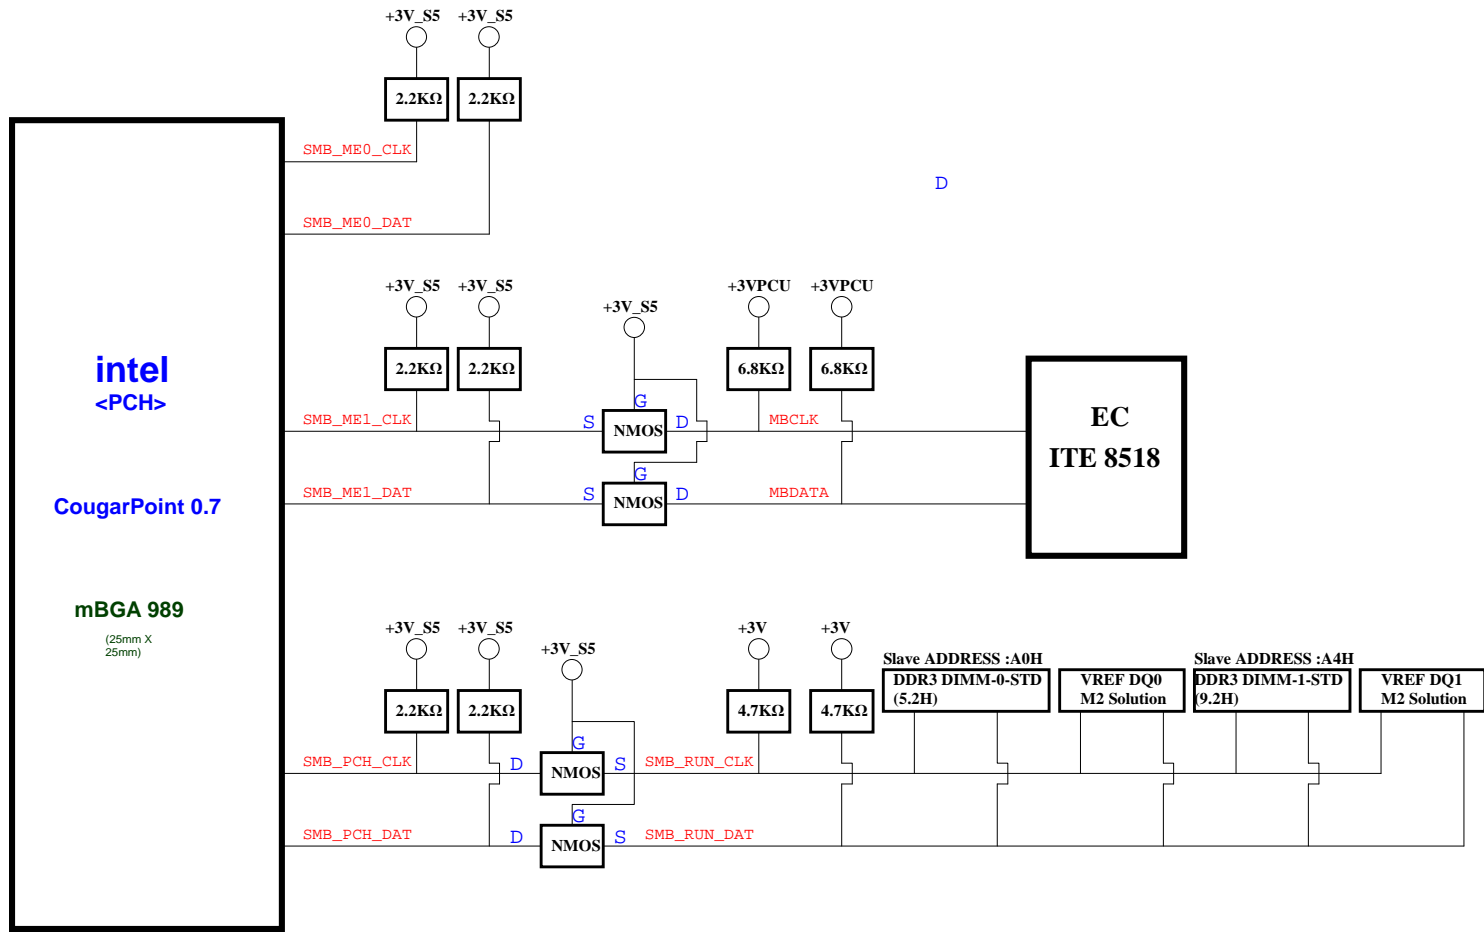 +3V_S5 +3V_S5
2.2KΩ 2.2KΩ
SMB_ME0_CLK
D
SMB_ME0_DAT
+3V_S5 +3V_S5 +3V_S5 +3VPCU +3VPCU
2.2KΩ 2.2KΩ 6.8KΩ 6.8KΩ
intel
<PCH>
G
SMB_ME1_CLK S NMOS D MBCLK
EC
ITE 8518
G
SMB_ME1_DAT S NMOS D MBDATA
CougarPoint 0.7
mBGA 989
(25mm X
25mm)
+3V_S5 +3V_S5 +3V_S5 +3V +3V
Slave ADDRESS :A0H Slave ADDRESS :A4H
DDR3 DIMM-0-STD VREF DQ0 DDR3 DIMM-1-STD VREF DQ1
(5.2H) M2 Solution (9.2H) M2 Solution
2.2KΩ 2.2KΩ 4.7KΩ 4.7KΩ
G
SMB_PCH_CLK D NMOS S SMB_RUN_CLK
G
SMB_PCH_DAT D NMOS S SMB_RUN_DAT